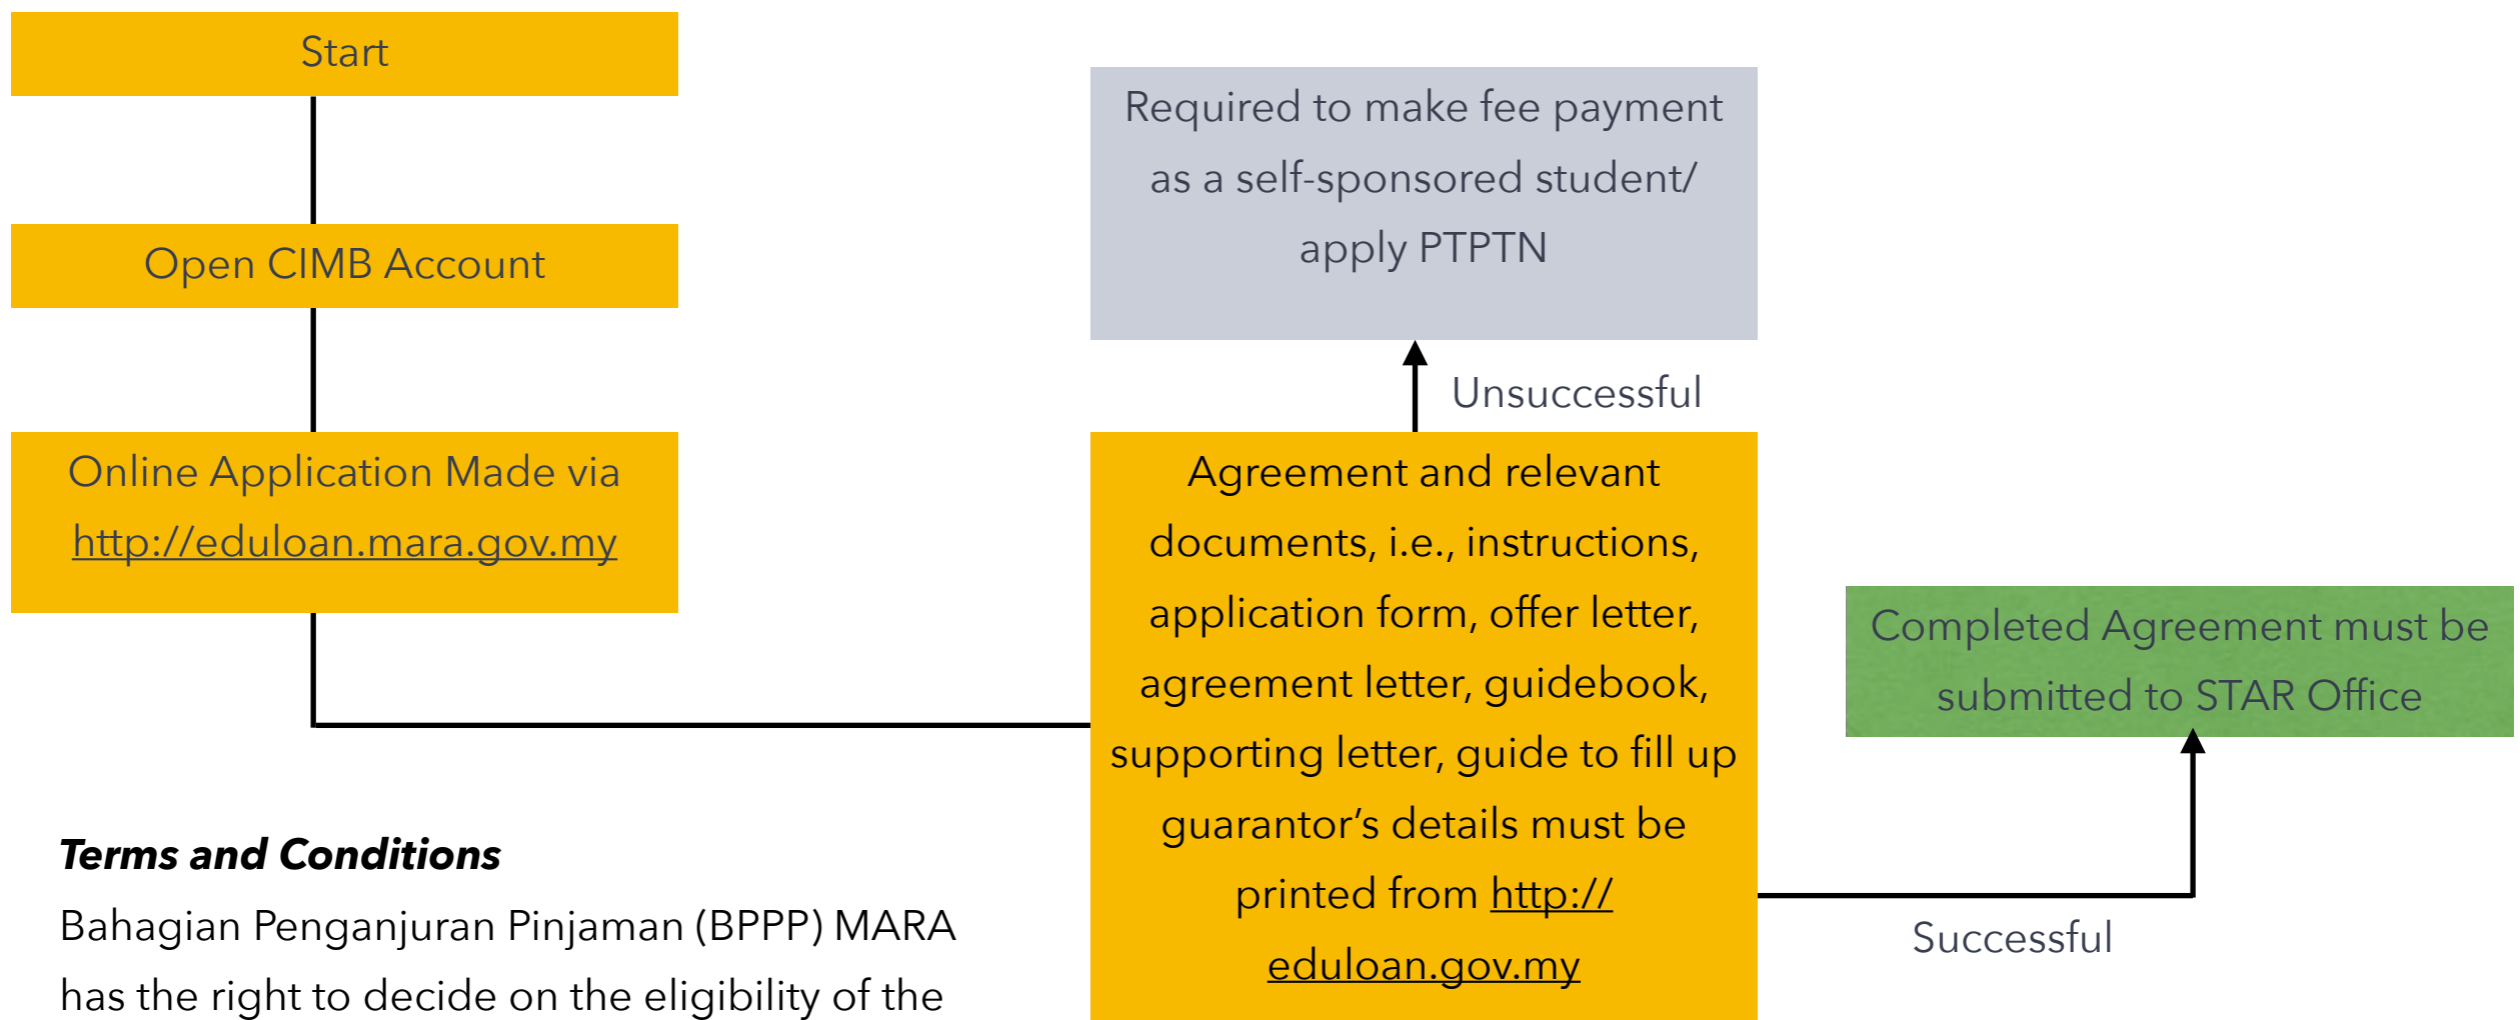 Start
Open CIMB Account
Online Application Made via
http://eduloan.mara.gov.my
Required to make fee payment
as a self-sponsored student/
apply PTPTN
Unsuccessful
Agreement and relevant
documents, i.e., instructions,
application form, offer letter,
agreement letter, guidebook,
supporting letter, guide to fill up
guarantor’s details must be
printed from http://
eduloan.gov.my
Completed Agreement must be
submitted to STAR Office
Successful
Terms and Conditions
Bahagian Penganjuran Pinjaman (BPPP) MARA
has the right to decide on the eligibility of the